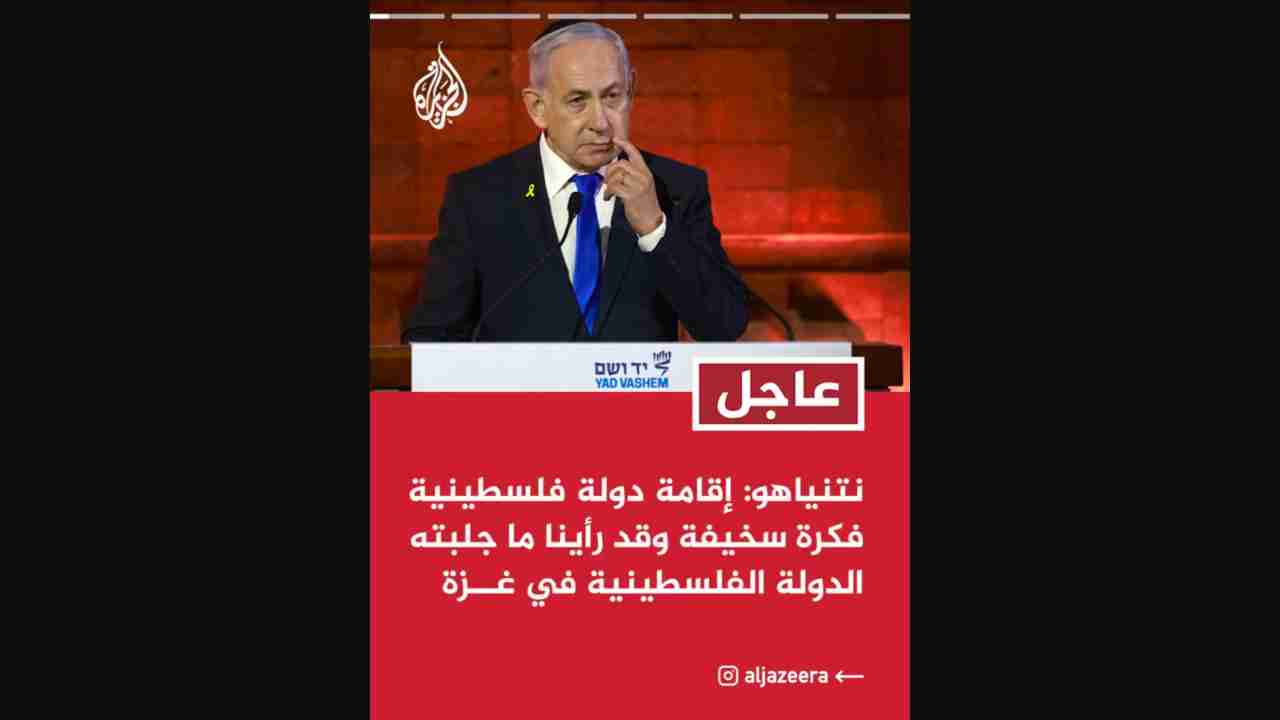 الجزيرة
יד ושם
YAD VASHEM
عاجل
نتنياهو: إقامة دولة فلسطينية
فكرة سخيفة وقد رأينا ما جلبته
الدولة الفلسطينية في غـــزة
aljazeera